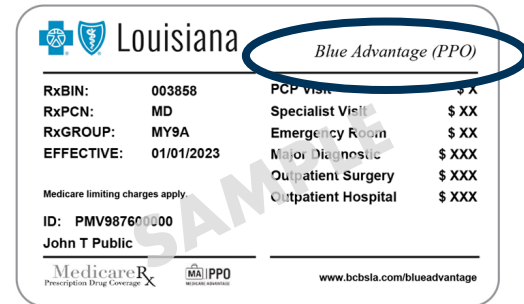 Louisiana
Blue Advantage (PPO)
RxBIN: 003858
RxPCN: MD
RxGROUP: MY9A
EFFECTIVE: 01/01/2023
Medicare limiting charges apply.
ID: PMV987600000
John T Public
PCP Visit $ X
Specialist Visit $ XX
Emergency Room $ XX
Major Diagnostic $ XXX
Outpatient Surgery $ XXX
Outpatient Hospital $ XXX
SAMPLE
MedicareRx
Prescription Drug Coverage
MA PPO
MEDICARE ADVANTAGE
www.bcbsla.com/blueadvantage